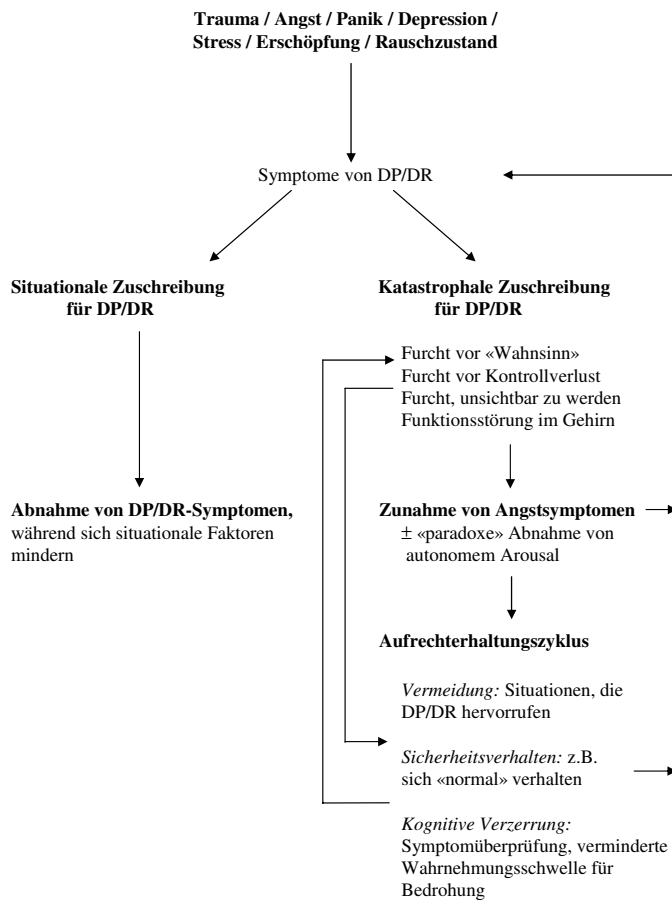 Trauma / Angst / Panik / Depression /
Stress / Erschöpfung / Rauschzustand
Symptome von DP/DR
Situationale Zuschreibung
für DP/DR
Abnahme von DP/DR-Symptomen,
während sich situationale Faktoren
mindern
Katastrophale Zuschreibung
für DP/DR
Furcht vor «Wahnsinn»
Furcht vor Kontrollverlust
Furcht, unsichtbar zu werden
Funktionsstörung im Gehirn
Zunahme von Angstsymptomen
± «paradoxe» Abnahme von
autonomem Arousal
Aufrechterhaltungszyklus
Vermeidung: Situationen, die
DP/DR hervorrufen
Sicherheitsverhalten: z.B.
sich «normal» verhalten
Kognitive Verzerrung:
Symptomüberprüfung, verminderte
Wahrnehmungsschwelle für
Bedrohung